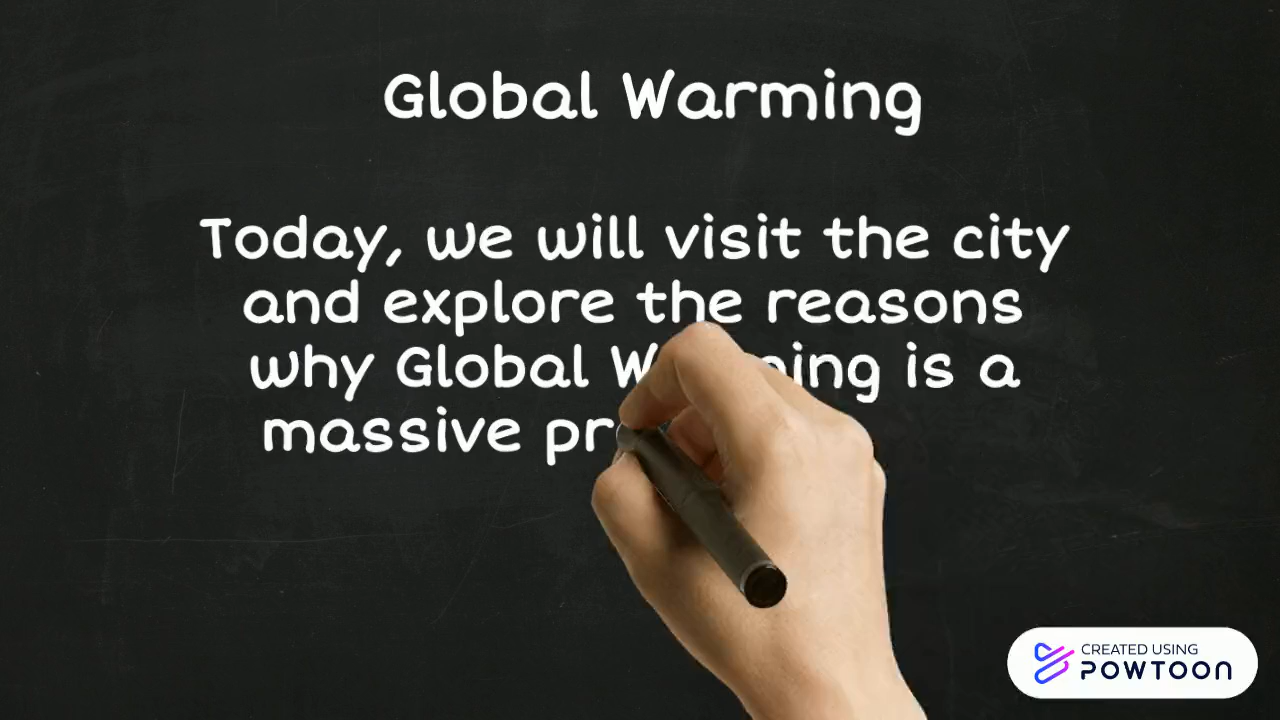 Global Warming
Today, we will visit the city
and explore the reasons
why Global is a
massive
CREATED USING
POWTOON